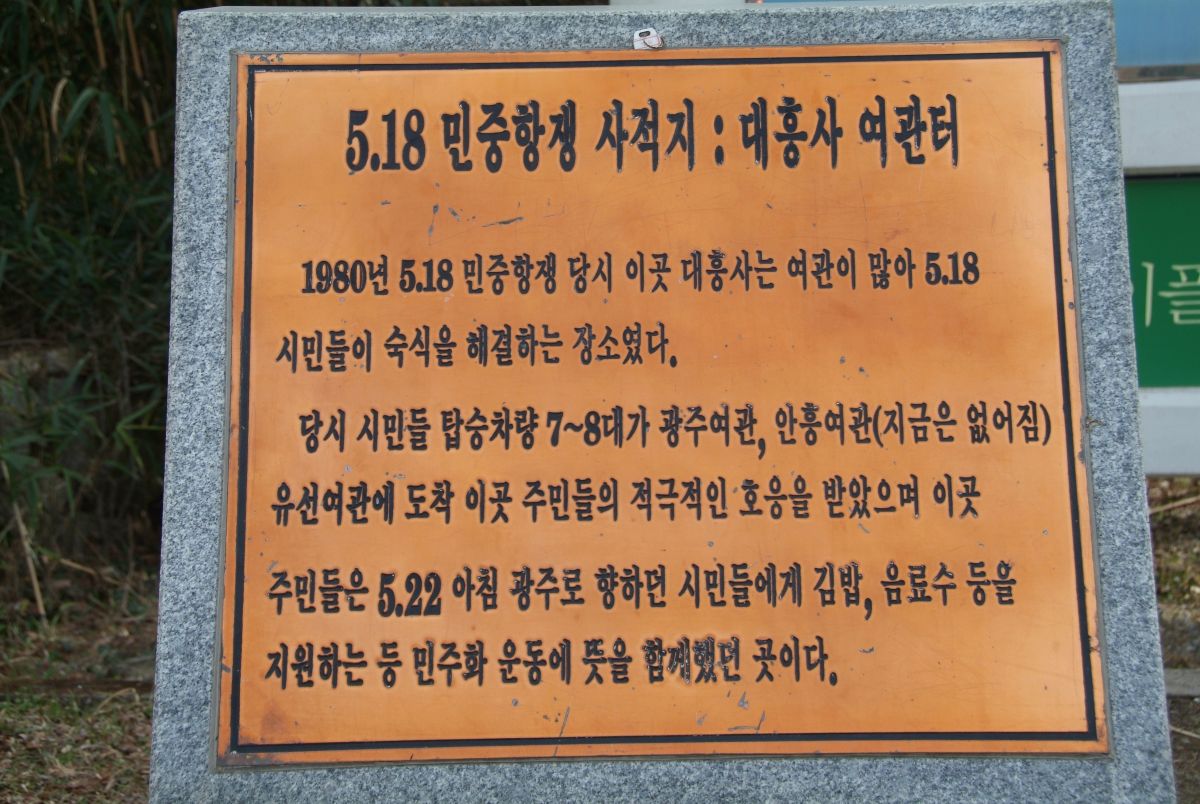 5.18 민중항쟁 사적지 : 대흥사 여관터
1980년 5.18 민중항쟁 당시 이곳 대흥사는 여관이 많아 5.18
시민들이 숙식을 해결하는 장소였다.
당시 시민들 탑승차량 7~8대가 광주여관, 안흥여관(지금은 없어짐)
유선여관에 도착 이곳 주민들의 적극적인 호응을 받았으며 이곳
주민들은 5.22 아침 광주로 향하던 시민들에게 김밥, 음료수 등을
지원하는 등 민주화 운동에 뜻을 함께했던 곳이다.